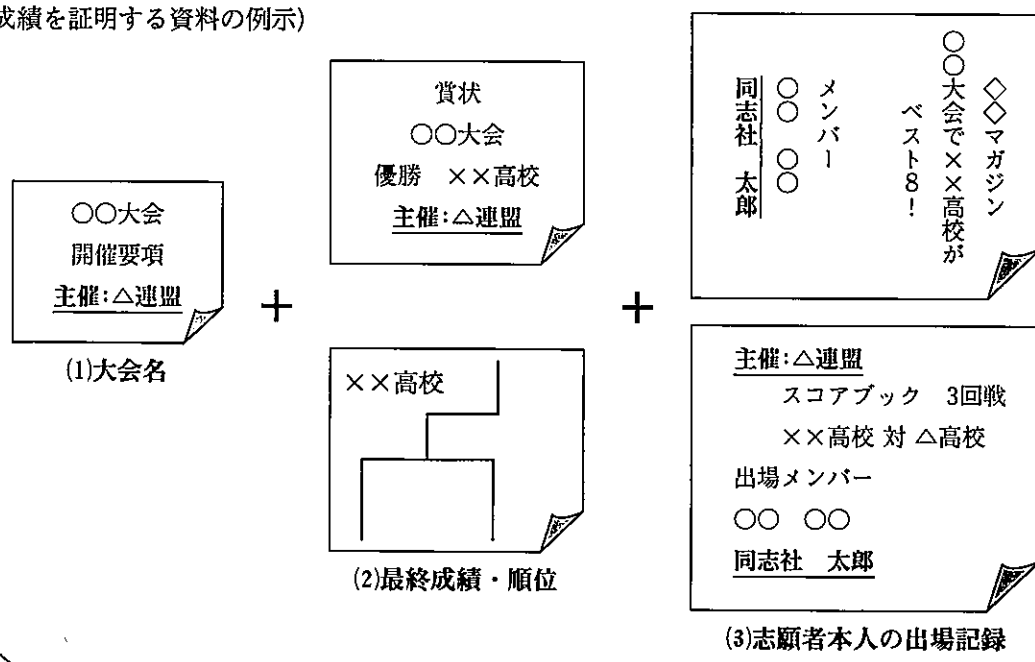 成績を証明する資料の例示)
○○大会
開催要項
主催:△連盟
(1)大会名
+
賞状
○○大会
優勝 ××高校
主催:△連盟
××高校
(2)最終成績・順位
+
◇◇マガジン
○○大会で××高校が
ベスト8!
メンバー
○○ ○○
同志社 太郎
主催:△連盟
スコアブック 3回戦
××高校 対 △高校
出場メンバー
○○ ○○
同志社 太郎
(3)志願者本人の出場記録